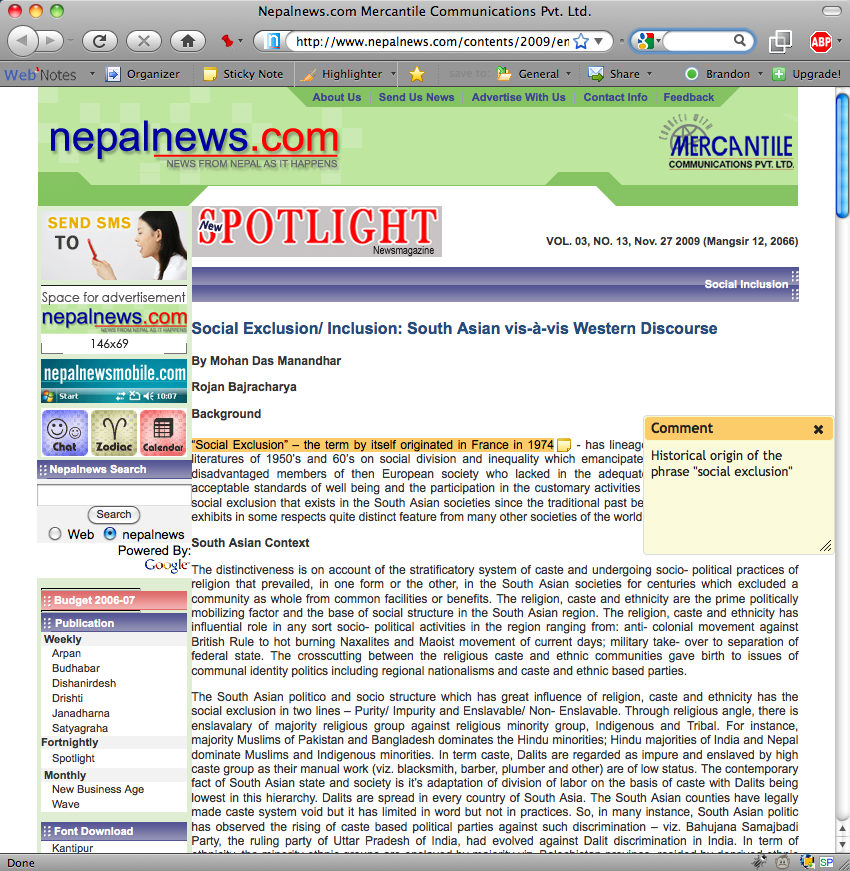 Nepalnews.com Mercantile Communications Pvt. Ltd.
http://www.nepalnews.com/contents/2009/en
ABP
WebNotes Organizer Sticky Note Highlighter save to General Share Brandon Upgrade!
About Us Send Us News Advertise With Us Contact Info Feedback
nepalnews.com
NEWS FROM NEPAL AS IT HAPPENS
CONNECT WITH
MERCANTILE
COMMUNICATIONS PVT. LTD.
SEND SMS
TO
New SPOTLIGHT
Newsmagazine
VOL. 03, NO. 13, Nov. 27 2009 (Mangsir 12, 2066)
Social Inclusion
Space for advertisement
nepalnews.com
NEWS FROM NEPAL AS IT HAPPENS
146x69
nepalnewsmobile.com
Start 10:07
Chat Zodiac Calendar
Nepalnews Search
Search
Web nepalnews
Powered By:
Google
Budget 2006-07
Publication
Weekly
Arpan
Budhabar
Dishanirdesh
Drishti
Janadharna
Satyagraha
Fortnightly
Spotlight
Monthly
New Business Age
Wave
Font Download
Kantipur
Social Exclusion/ Inclusion: South Asian vis-à-vis Western Discourse
By Mohan Das Manandhar
Rojan Bajracharya
Background
“Social Exclusion” – the term by itself originated in France in 1974 - has lineag
literatures of 1950's and 60's on social division and inequality which emancipate
disadvantaged members of then European society who lacked in the adequat
acceptable standards of well being and the participation in the customary activities
social exclusion that exists in the South Asian societies since the traditional past be
exhibits in some respects quite distinct feature from many other societies of the world
Comment
Historical origin of the
phrase "social exclusion"
South Asian Context
The distinctiveness is on account of the stratificatory system of caste and undergoing socio- political practices of
religion that prevailed, in one form or the other, in the South Asian societies for centuries which excluded a
community as whole from common facilities or benefits. The religion, caste and ethnicity are the prime politically
mobilizing factor and the base of social structure in the South Asian region. The religion, caste and ethnicity has
influential role in any sort socio- political activities in the region ranging from: anti- colonial movement against
British Rule to hot burning Naxalites and Maoist movement of current days; military take- over to separation of
federal state. The crosscutting between the religious caste and ethnic communities gave birth to issues of
communal identity politics including regional nationalisms and caste and ethnic based parties.
The South Asian politico and socio structure which has great influence of religion, caste and ethnicity has the
social exclusion in two lines – Purity/ Impurity and Enslavable/ Non- Enslavable. Through religious angle, there is
enslavalary of majority religious group against religious minority group, Indigenous and Tribal. For instance,
majority Muslims of Pakistan and Bangladesh dominates the Hindu minorities; Hindu majorities of India and Nepal
dominate Muslims and Indigenous minorities. In term caste, Dalits are regarded as impure and enslaved by high
caste group as their manual work (viz. blacksmith, barber, plumber and other) are of low status. The contemporary
fact of South Asian state and society is it's adaptation of division of labor on the basis of caste with Dalits being
lowest in this hierarchy. Dalits are spread in every country of South Asia. The South Asian counties have legally
made caste system void but it has limited in word but not in practices. So, in many instance, South Asian politic
has observed the rising of caste based political parties against such discrimination – viz. Bahujana Samajbadi
Party, the ruling party of Uttar Pradesh of India, had evolved against Dalit discrimination in India. In term of
Done
SP